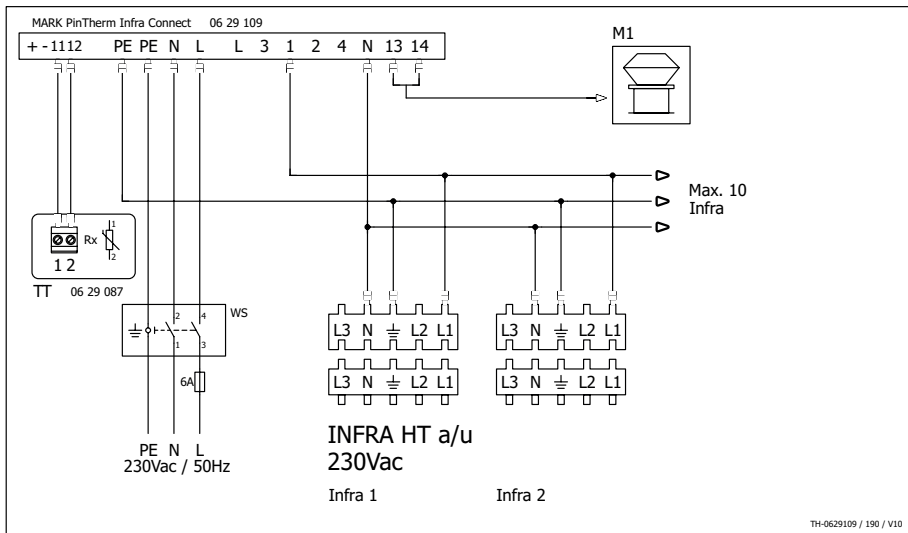 MARK PinTherm Infra Connect 06 29 109
+ - 11 12 PE PE N L L 3 1 2 4 N 13 14
M1
Max. 10
Infra
1
Rx
2
1 2
TT 06 29 087
WS
2 4
1 3
6A
PE N L
230Vac / 50Hz
L3 N L2 L1
L3 N L2 L1
L3 N L2 L1
L3 N L2 L1
INFRA HT a/u
230Vac
Infra 1
Infra 2
TH-0629109 / 190 / V10